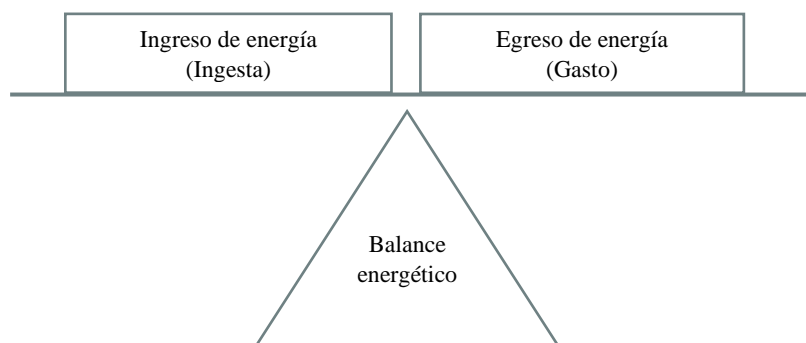 Ingreso de energía
(Ingesta)
Egreso de energía
(Gasto)
Balance
energético